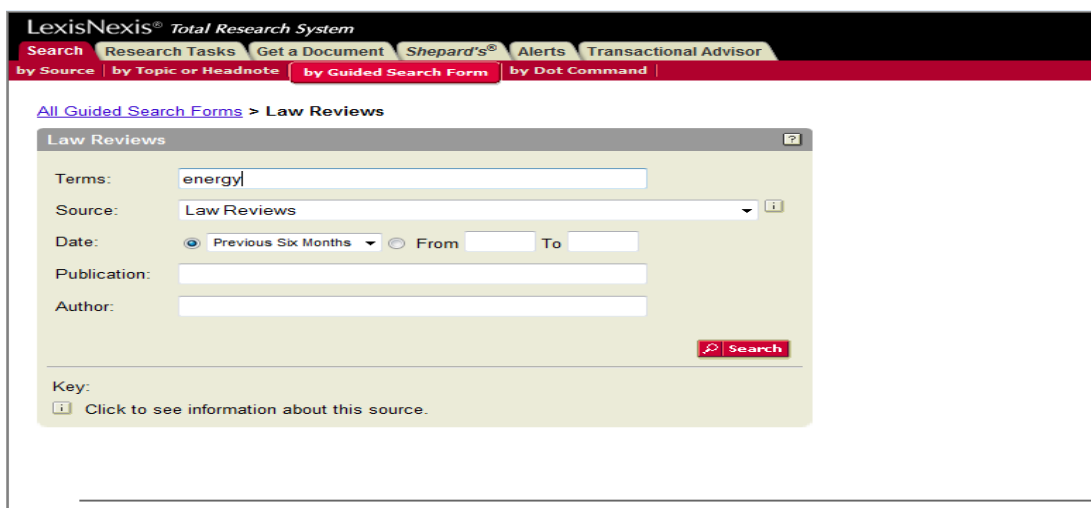 LexisNexis® Total Research System
Search Research Tasks Get a Document Shepard's® Alerts Transactional Advisor
by Source | by Topic or Headnote | by Guided Search Form | by Dot Command |
All Guided Search Forms > Law Reviews
Law Reviews ?
Terms: energy
Source: Law Reviews i
Date: Previous Six Months From To
Publication:
Author:
Search
Key:
i Click to see information about this source.